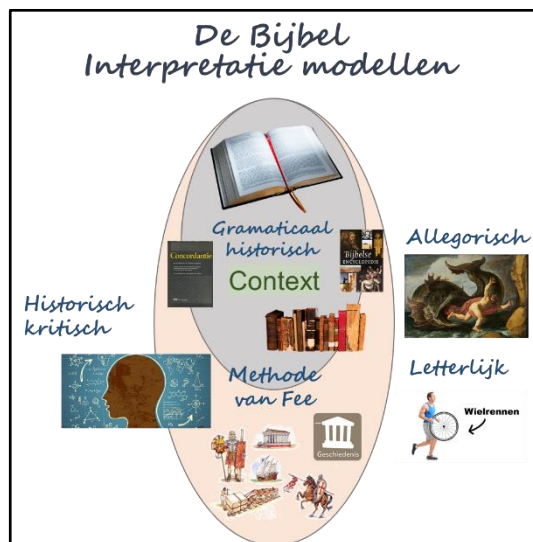 De Bijbel
Interpretatie modellen
Gramaticaal
historisch
Concordantie
Bijbelse
ENCYCLOPEDIE
Context
Allegorisch
Historisch
kritisch
Methode
van Fee
Letterlijk
Wielrennen
Geschiedenis